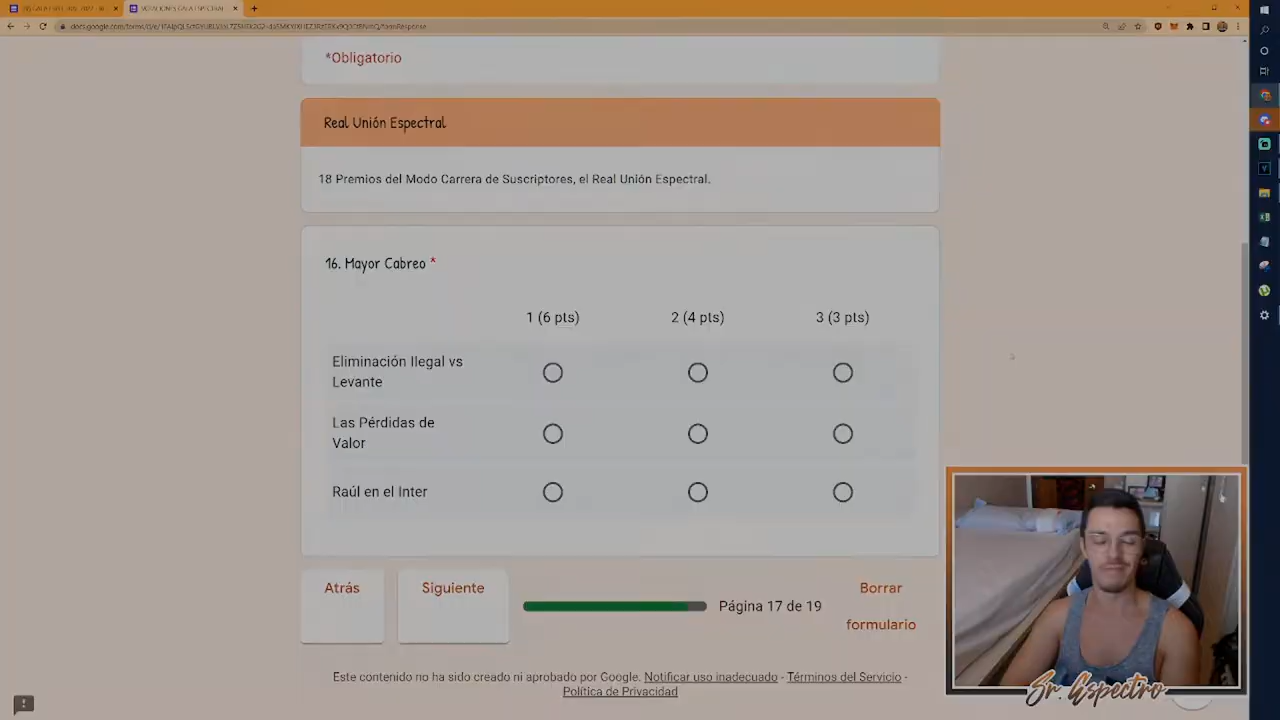 *Obligatorio
Real Unión Espectral
18 Premios del Modo Carrera de Suscriptores, el Real Unión Espectral.
16. Mayor Cabreo *
1 (6 pts) 2 (4 pts) 3 (3 pts)
Eliminación Ilegal vs
Levante
Las Pérdidas de
Valor
Raúl en el Inter
Atrás Siguiente Página 17 de 19 Borrar
formulario
Este contenido no ha sido creado ni aprobado por Google. Notificar uso inadecuado - Términos del Servicio -
Política de Privacidad
Sr. Espectro